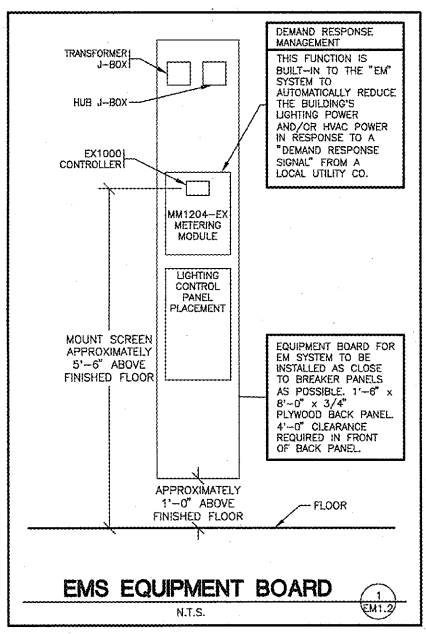 TRANSFORMER
J-BOX
HUB J-BOX
DEMAND RESPONSE
MANAGEMENT
THIS FUNCTION IS
BUILT-IN TO THE "EM"
SYSTEM TO
AUTOMATICALLY REDUCE
THE BUILDING'S
LIGHTING POWER
AND/OR HVAC POWER
IN RESPONSE TO A
"DEMAND RESPONSE
SIGNAL" FROM A
LOCAL UTILITY CO.
EX1000
CONTROLLER
MM1204-EX
METERING
MODULE
LIGHTING
CONTROL
PANEL
PLACEMENT
MOUNT SCREEN
APPROXIMATELY
5'-6" ABOVE
FINISHED FLOOR
EQUIPMENT BOARD FOR
EM SYSTEM TO BE
INSTALLED AS CLOSE
TO BREAKER PANELS
AS POSSIBLE. 1'-6" x
8'-0" x 3/4"
PLYWOOD BACK PANEL.
4'-0" CLEARANCE
REQUIRED IN FRONT
OF BACK PANEL.
APPROXIMATELY
1'-0" ABOVE
FINISHED FLOOR
FLOOR
EMS EQUIPMENT BOARD
N.T.S.
1
EM1.2